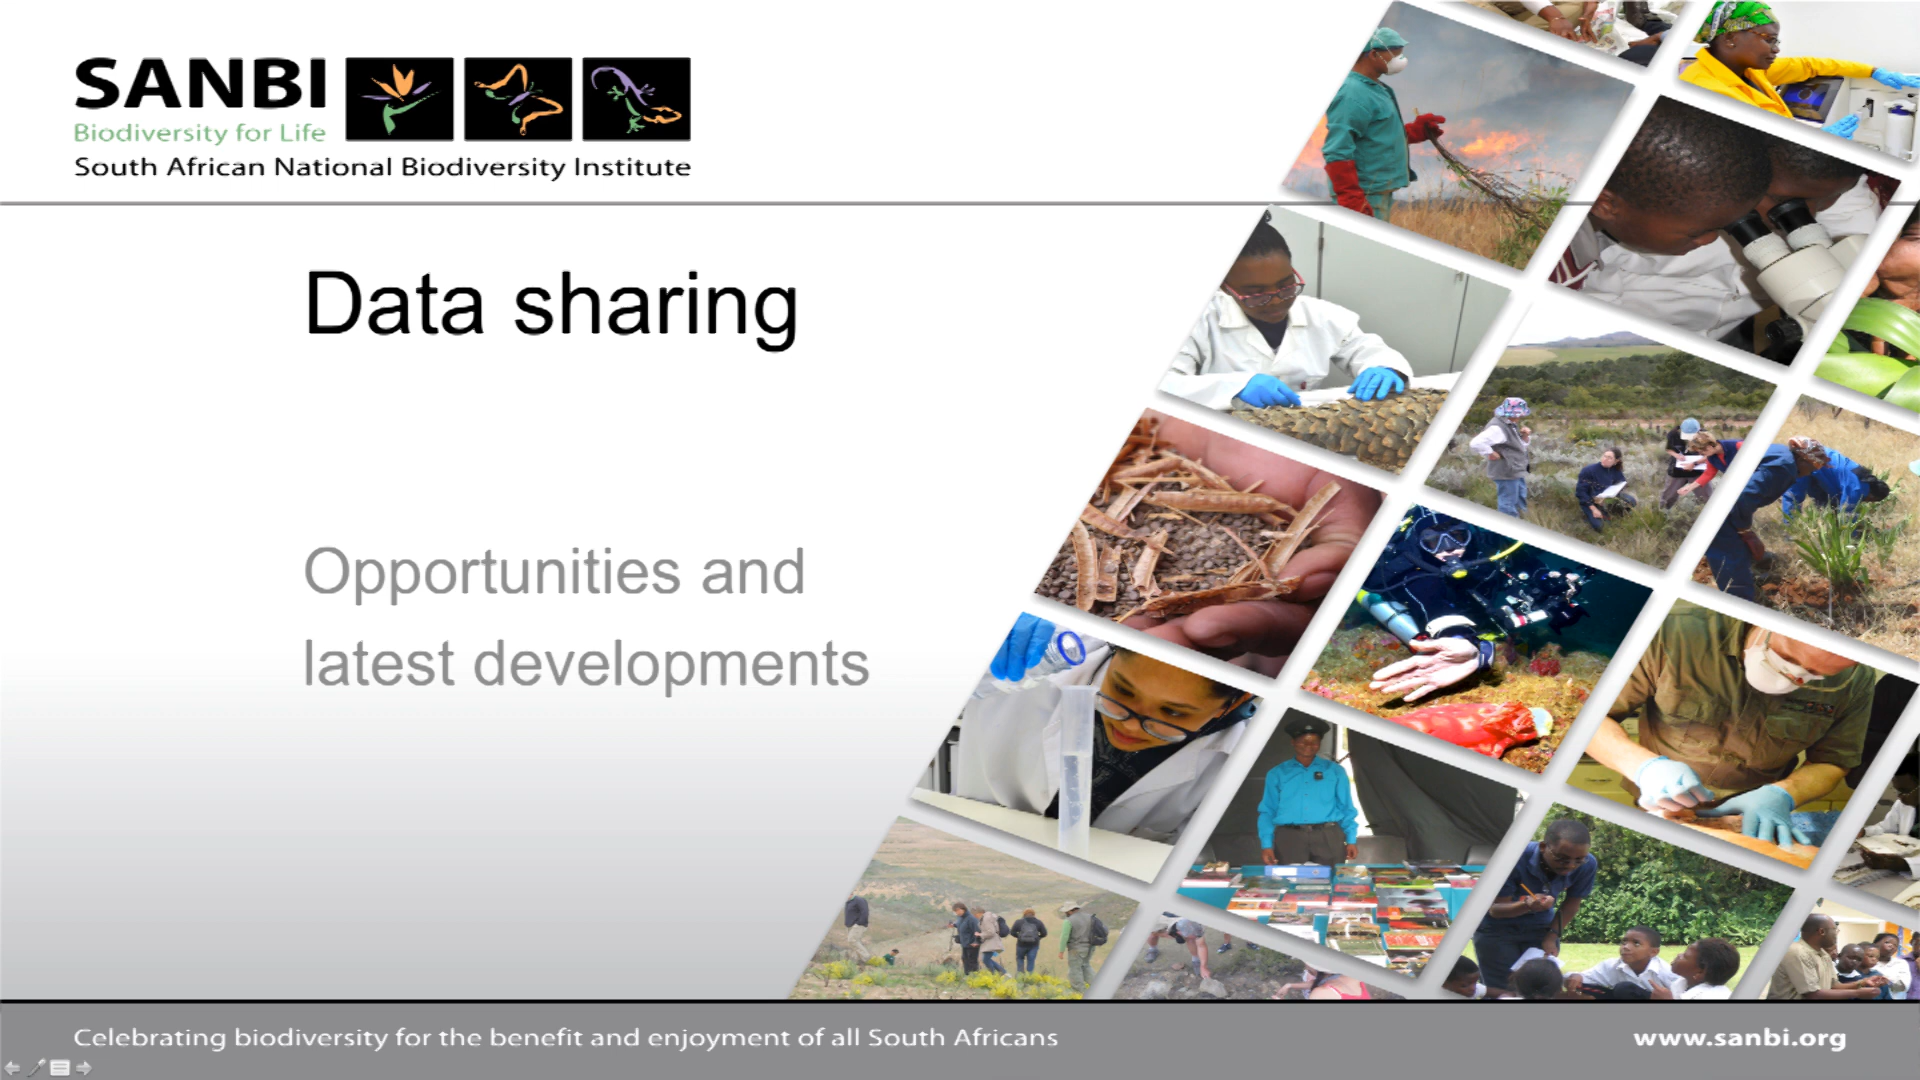 SANBI
Biodiversity for Life
South African National Biodiversity Institute
Data sharing
Opportunities and
latest developments
Celebrating biodiversity for the benefit and enjoyment of all South Africans
www.sanbi.org